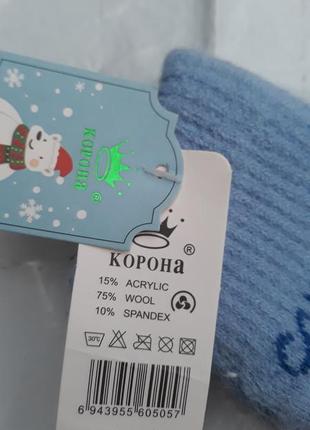 КОРОНА
®
®
КОРОНа
15% ACRYLIC
75% WOOL
10% SPANDEX
30℃
6 943955 605057